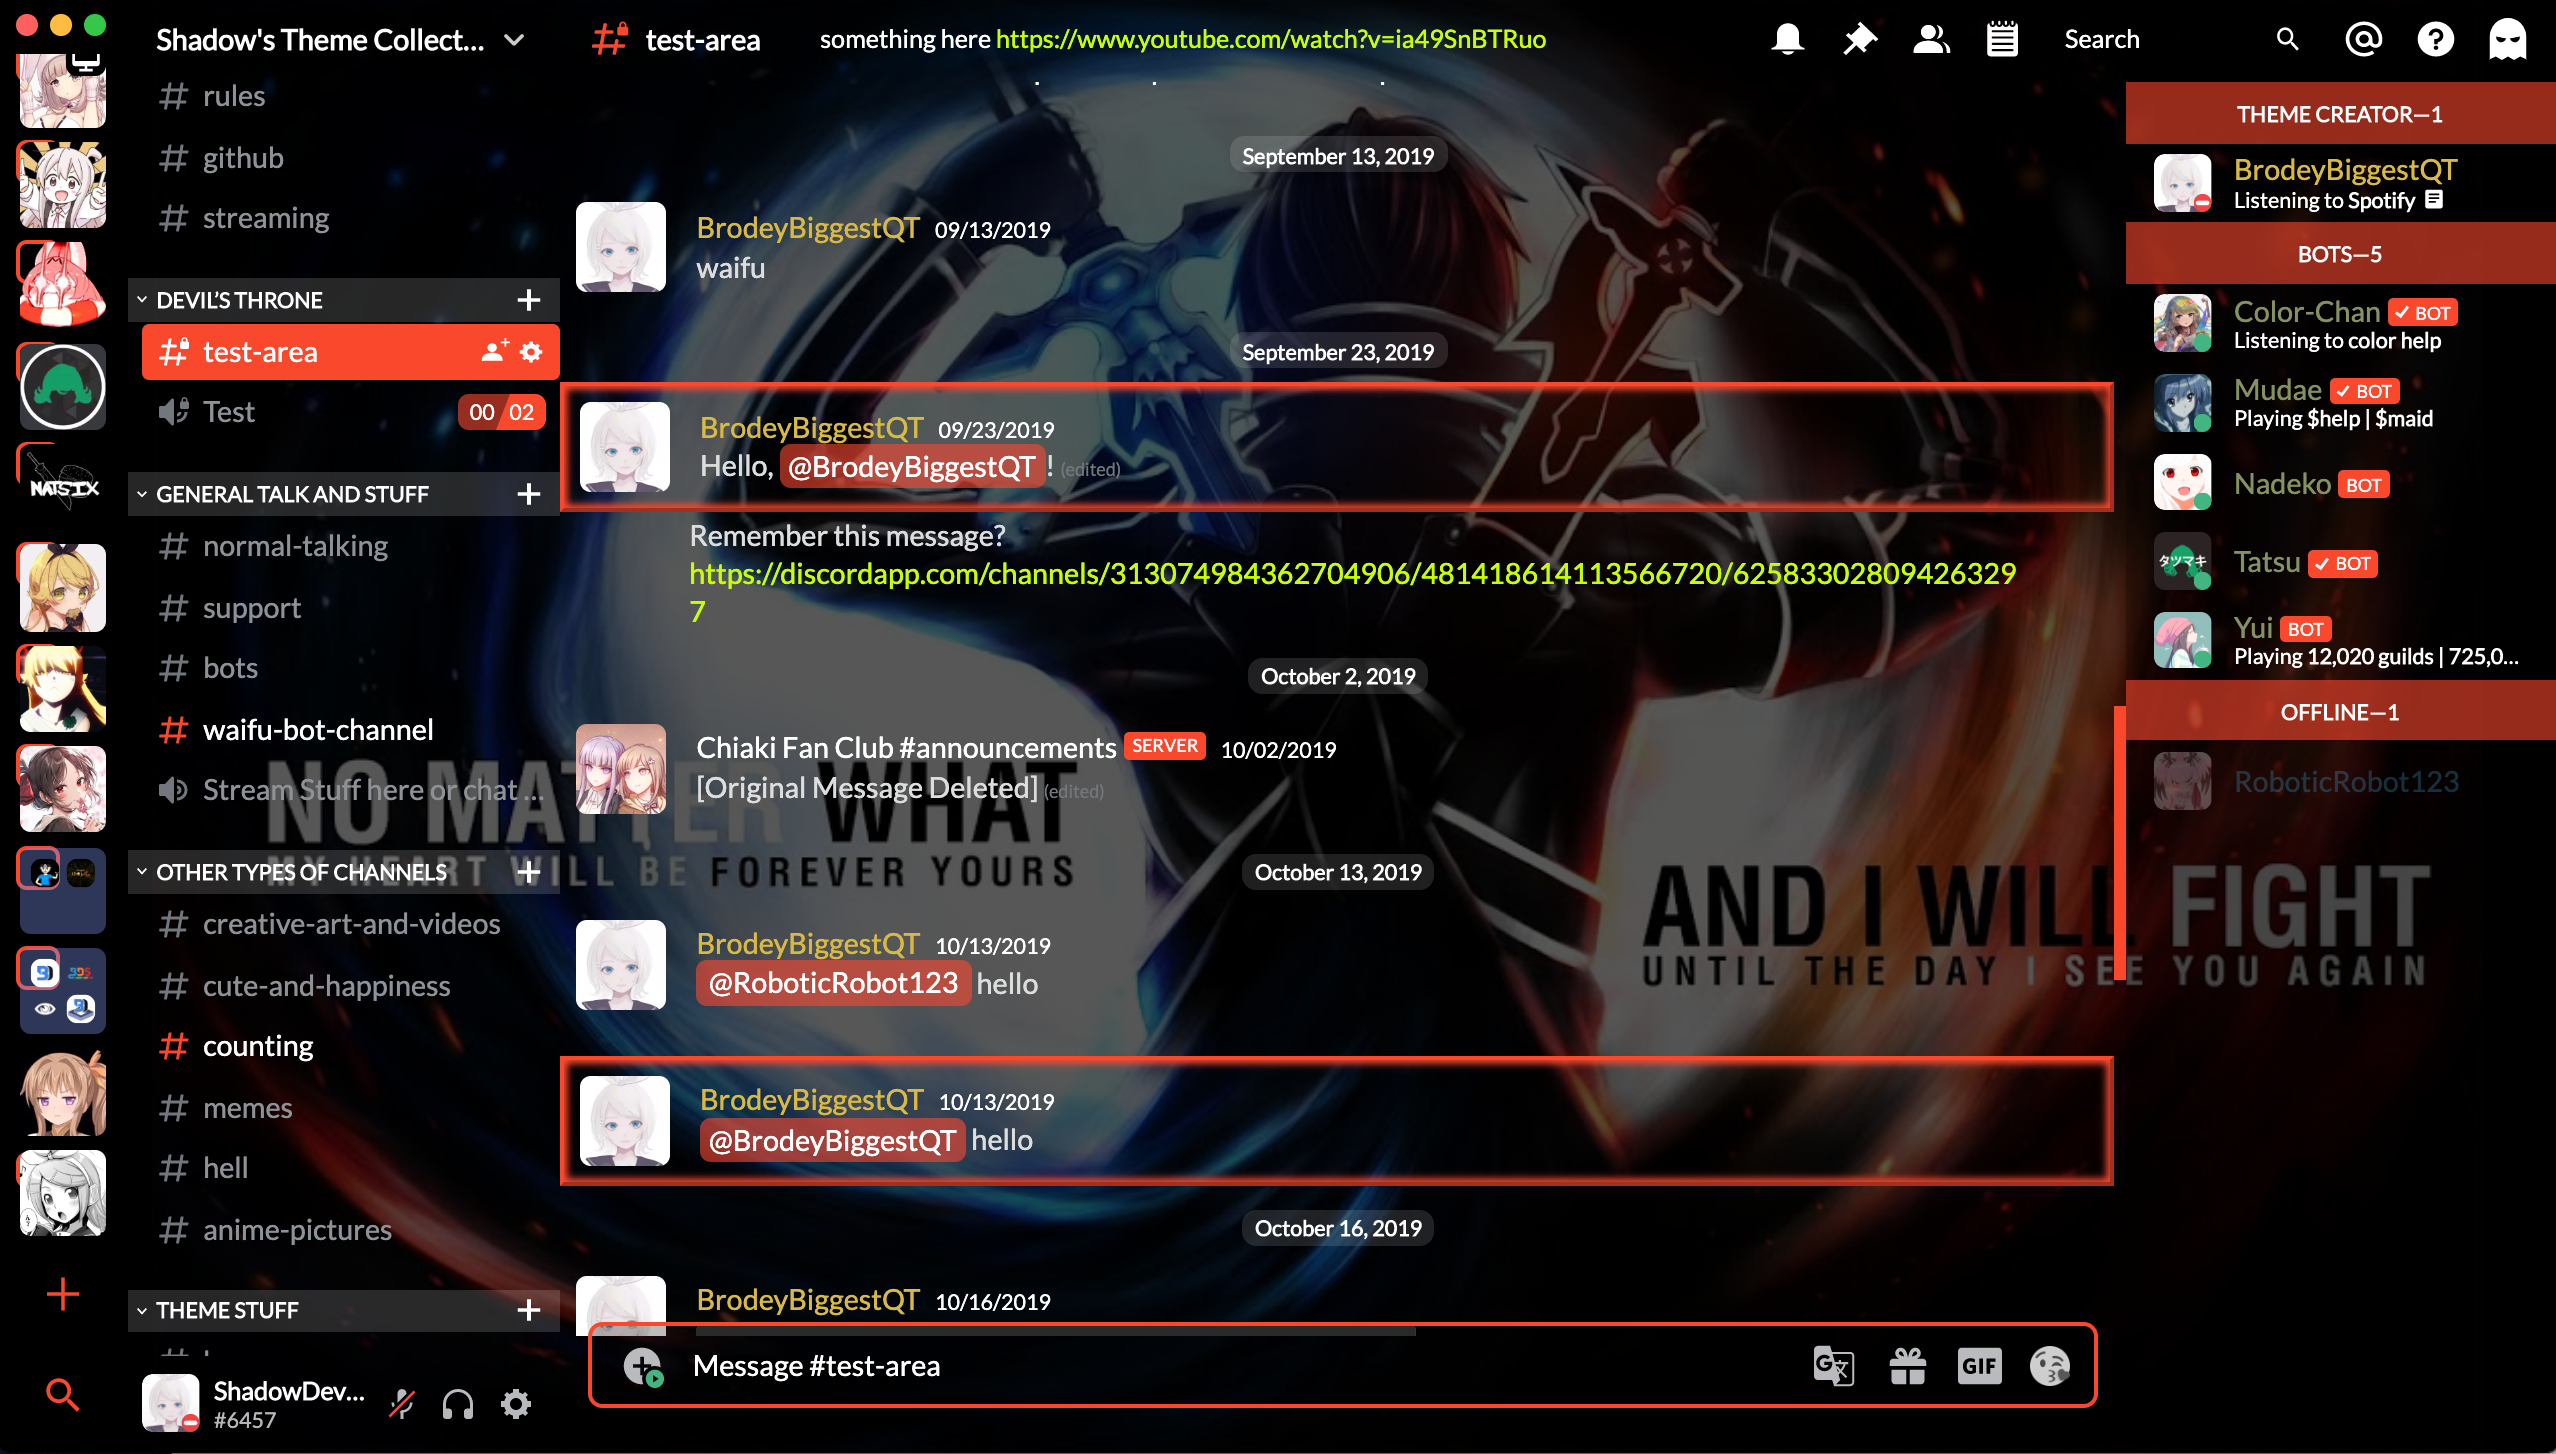 Shadow's Theme Collect...
test-area
something here https://www.youtube.com/watch?v=ia49SnBTRuo
Search
rules
github
streaming
DEVIL'S THRONE
test-area
Test
00 02
GENERAL TALK AND STUFF
normal-talking
support
bots
waifu-bot-channel
Stream Stuff here or chat ...
OTHER TYPES OF CHANNELS
creative-art-and-videos
cute-and-happiness
counting
memes
hell
anime-pictures
THEME STUFF
ShadowDev...
#6457
NATSIX
September 13, 2019
BrodeyBiggestQT 09/13/2019
waifu
September 23, 2019
BrodeyBiggestQT 09/23/2019
Hello, @BrodeyBiggestQT! (edited)
Remember this message?
https://discordapp.com/channels/313074984362704906/481418614113566720/62583302809426329
7
October 2, 2019
Chiaki Fan Club #announcements SERVER 10/02/2019
[Original Message Deleted] (edited)
October 13, 2019
BrodeyBiggestQT 10/13/2019
@RoboticRobot123 hello
BrodeyBiggestQT 10/13/2019
@BrodeyBiggestQT hello
October 16, 2019
BrodeyBiggestQT 10/16/2019
Message #test-area
GIF
NO MATTER WHAT
MY HEART WILL BE FOREVER YOURS
AND I WILL FIGHT
UNTIL THE DAY I SEE YOU AGAIN
THEME CREATOR—1
BrodeyBiggestQT
Listening to Spotify
BOTS—5
Color-Chan BOT
Listening to color help
Mudae BOT
Playing $help | $maid
Nadeko BOT
タツマキ
Tatsu BOT
Yui BOT
Playing 12,020 guilds | 725,0...
OFFLINE—1
RoboticRobot123